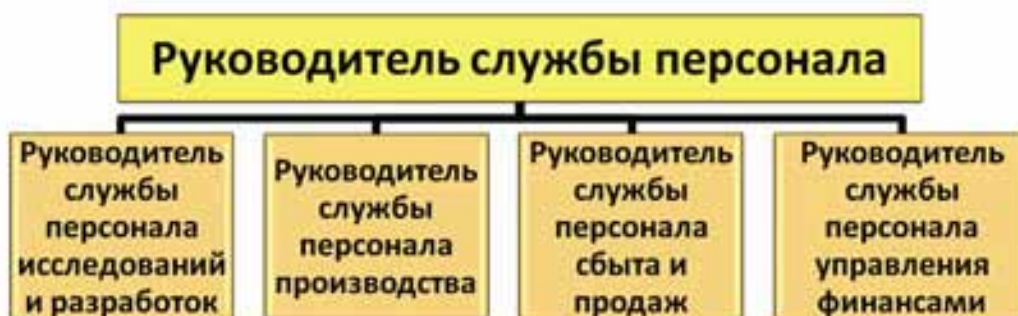 Руководитель службы персонала
Руководитель
службы
персонала
исследований
и разработок
Руководитель
службы
персонала
производства
Руководитель
службы
персонала
сбыта и
продаж
Руководитель
службы
персонала
управления
финансами